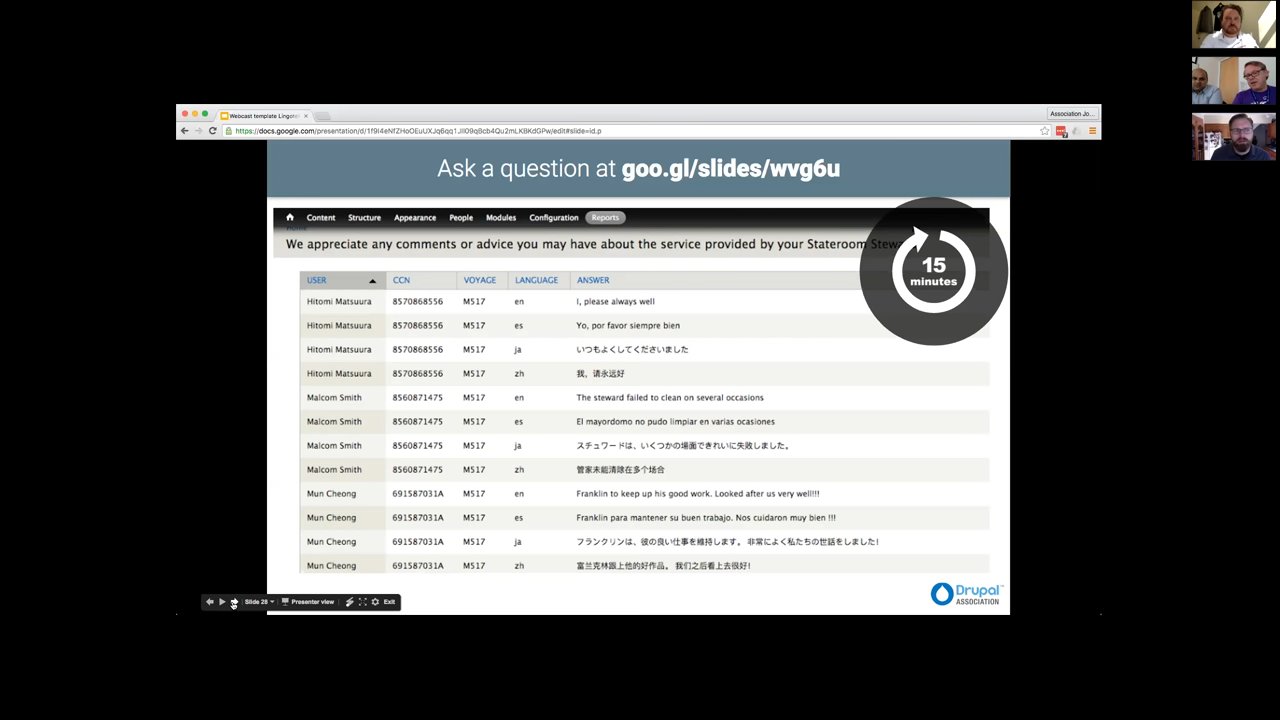 Webcast template Lingote
Association Jo...
Ask a question at goo.gl/slides/wvg6u
Content Structure Appearance People Modules Configuration Reports
We appreciate any comments or advice you may have about the service provided by your Stateroom Stew
15
minutes
USER CCN VOYAGE LANGUAGE ANSWER
Hitomi Matsuura 8570868556 M517 en I, please always well
Hitomi Matsuura 8570868556 M517 es Yo, por favor siempre bien
Hitomi Matsuura 8570868556 M517 ja いつもよくしてくださいました
Hitomi Matsuura 8570868556 M517 zh 我，请永远好
Malcom Smith 8560871475 M517 en The steward failed to clean on several occasions
Malcom Smith 8560871475 M517 es El mayordomo no pudo limpiar en varias ocasiones
Malcom Smith 8560871475 M517 ja スチュワードは、いくつかの場面できれいに失敗しました。
Malcom Smith 8560871475 M517 zh 管家未能清除在多个场合
Mun Cheong 691587031A M517 en Franklin to keep up his good work. Looked after us very well!!!
Mun Cheong 691587031A M517 es Franklin para mantener su buen trabajo. Nos cuidaron muy bien !!!
Mun Cheong 691587031A M517 ja フランクリンは、彼の良い仕事を維持します。 非常によく私たちの世話をしました!
Mun Cheong 691587031A M517 zh 富兰克林跟上他的好作品。 我们之后看上去很好!
Drupal
ASSOCIATION
Slide 28 Presenter view Exit